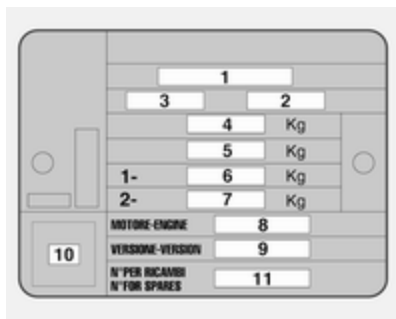 1
3 2
4 Kg
5 Kg
1- 6 Kg
2- 7 Kg
MOTORE-ENGINE 8
VERSIONE-VERSION 9
10
N° PER RICAMBI
N° FOR SPARES 11